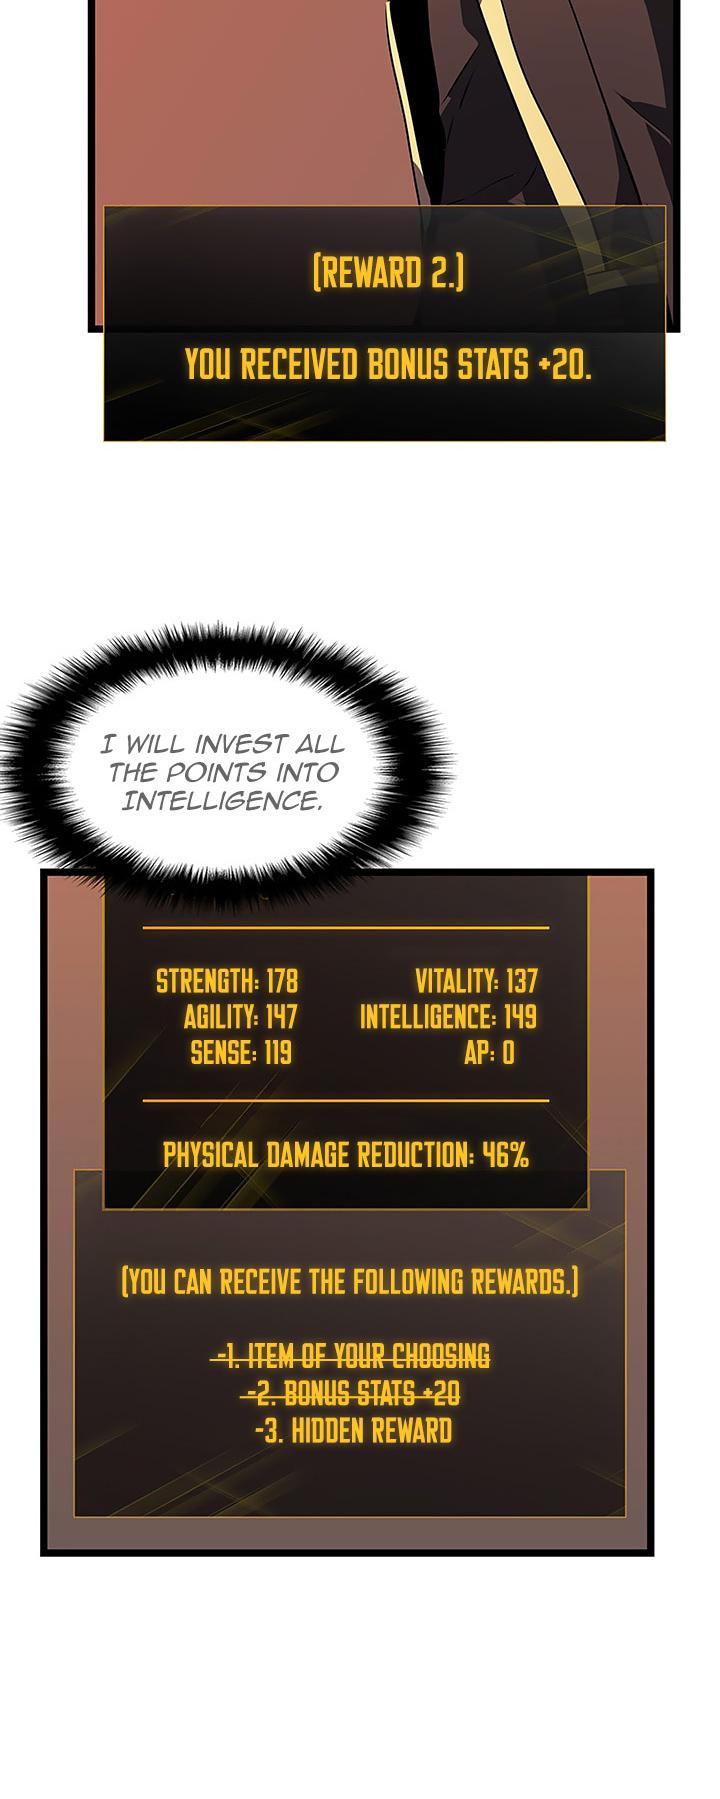 (REWARD 2.)
YOU RECEIVED BONUS STATS +20.
I WILL INVEST ALL
THE POINTS INTO
INTELLIGENCE.
STRENGTH: 178
VITALITY: 137
AGILITY: 147
INTELLIGENCE: 149
SENSE: 119
AP: 0
PHYSICAL DAMAGE REDUCTION: 46%
(YOU CAN RECEIVE THE FOLLOWING REWARDS.)
-1. ITEM OF YOUR CHOOSING
-2. BONUS STATS +20
-3. HIDDEN REWARD